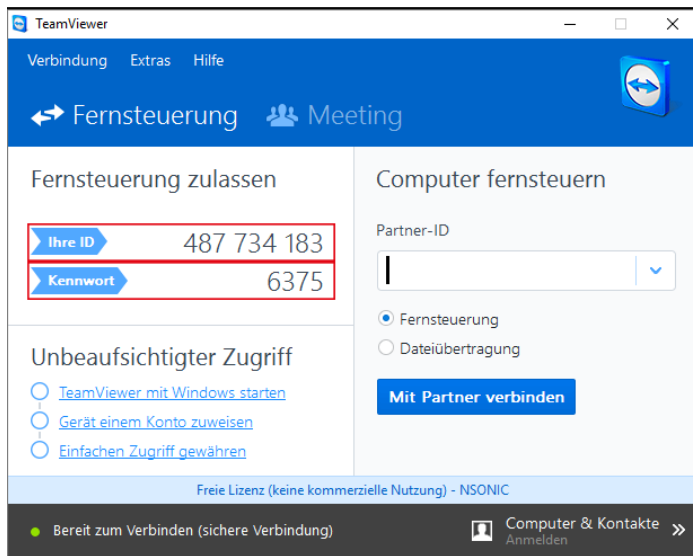 TeamViewer
Verbindung Extras Hilfe
Fernsteuerung Meeting
Fernsteuerung zulassen
Ihre ID 487 734 183
Kennwort 6375
Unbeaufsichtigter Zugriff
TeamViewer mit Windows starten
Gerät einem Konto zuweisen
Einfachen Zugriff gewähren
Computer fernsteuern
Partner-ID
Fernsteuerung
Dateiübertragung
Mit Partner verbinden
Freie Lizenz (keine kommerzielle Nutzung) - NSONIC
Bereit zum Verbinden (sichere Verbindung)
Computer & Kontakte
Anmelden